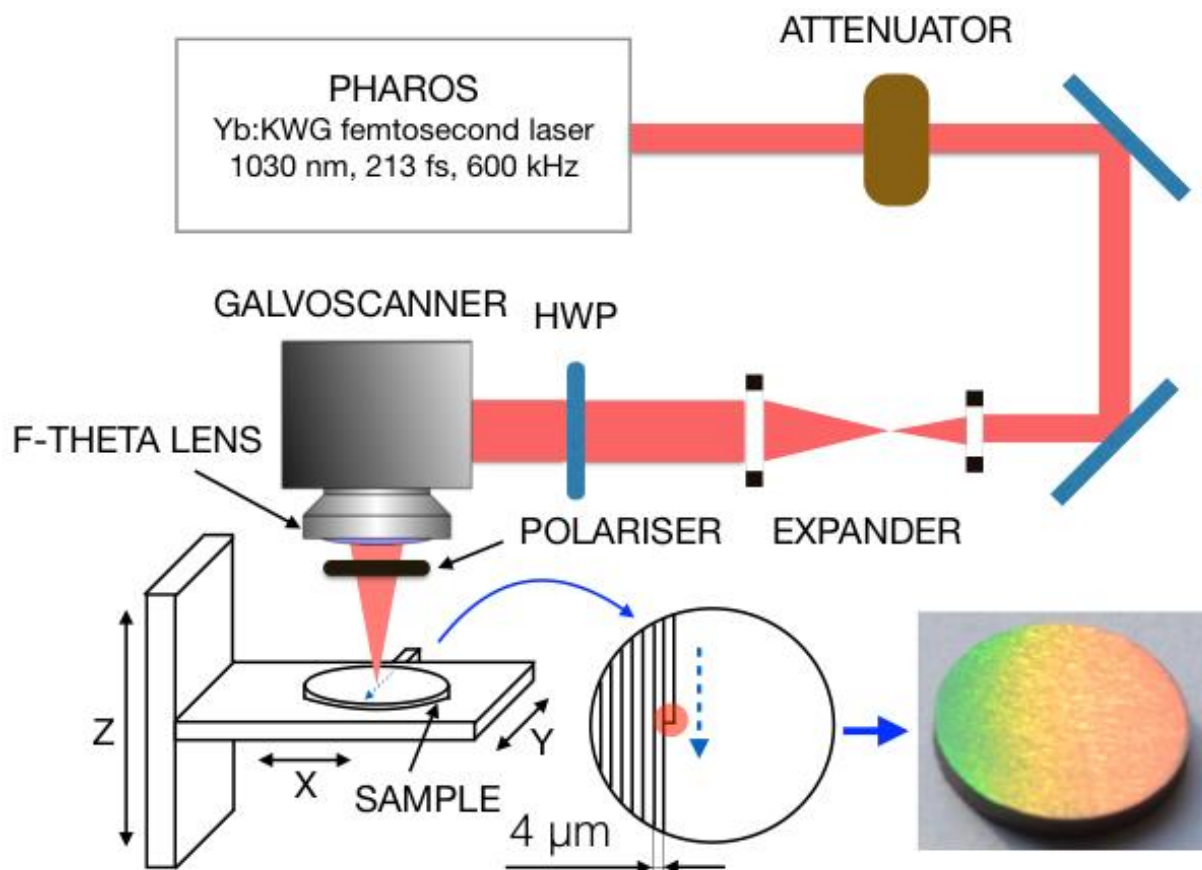 ATTENUATOR
PHAROS
Yb:KWG femtosecond laser
1030 nm, 213 fs, 600 kHz
GALVOSCANNER
HWP
F-THETA LENS
POLARISER
EXPANDER
Z
X
Y
SAMPLE
4 µm